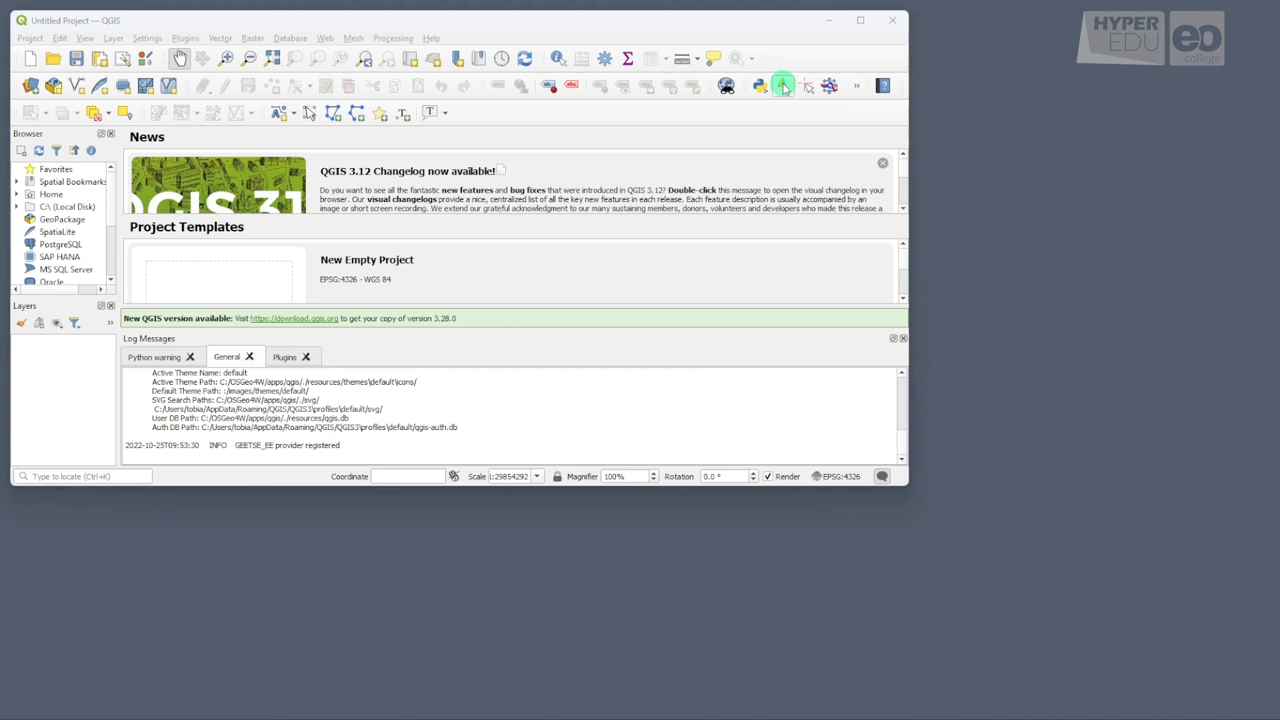 Untitled Project — QGIS
HYPER
EDU
eo
college
Project Edit View Layer Settings Plugins Vector Raster Database Web Mesh Processing Help
Browser
News
Favorites
Spatial Bookmarks
Home
C:\ (Local Disk)
GeoPackage
SpatiaLite
PostgreSQL
SAP HANA
MS SQL Server
Oracle
QGIS 3.12 Changelog now available!
Do you want to see all the fantastic new features and bug fixes that were introduced in QGIS 3.12? Double-click this message to open the visual changelog in your
browser. Our visual changelogs provide a nice, centralized list of all the key new features in each release. Each feature description is usually accompanied by an
image or short screen recording. We extend our grateful acknowledgment to our many sustaining members, donors, volunteers and developers who made this release a
Project Templates
New Empty Project
EPSG:4326 - WGS 84
Layers
New QGIS version available: Visit https://download.qgis.org to get your copy of version 3.28.0
Log Messages
Python warning General Plugins
Active Theme Name: default
Active Theme Path: C:/OSGeo4W/apps/qgis/./resources/themes\default\icons/
Default Theme Path: :/images/themes/default/
SVG Search Paths: C:/OSGeo4W/apps/qgis/./svg/
C:/Users/tobia/AppData/Roaming/QGIS/QGIS3\profiles\default/svg/
User DB Path: C:/OSGeo4W/apps/qgis/./resources/qgis.db
Auth DB Path: C:/Users/tobia/AppData/Roaming/QGIS/QGIS3\profiles\default/qgis-auth.db
2022-10-25T09:53:30 INFO GEETSE_EE provider registered
Type to locate (Ctrl+K) Coordinate Scale 1:29854292 Magnifier 100% Rotation 0.0 ° Render EPSG:4326